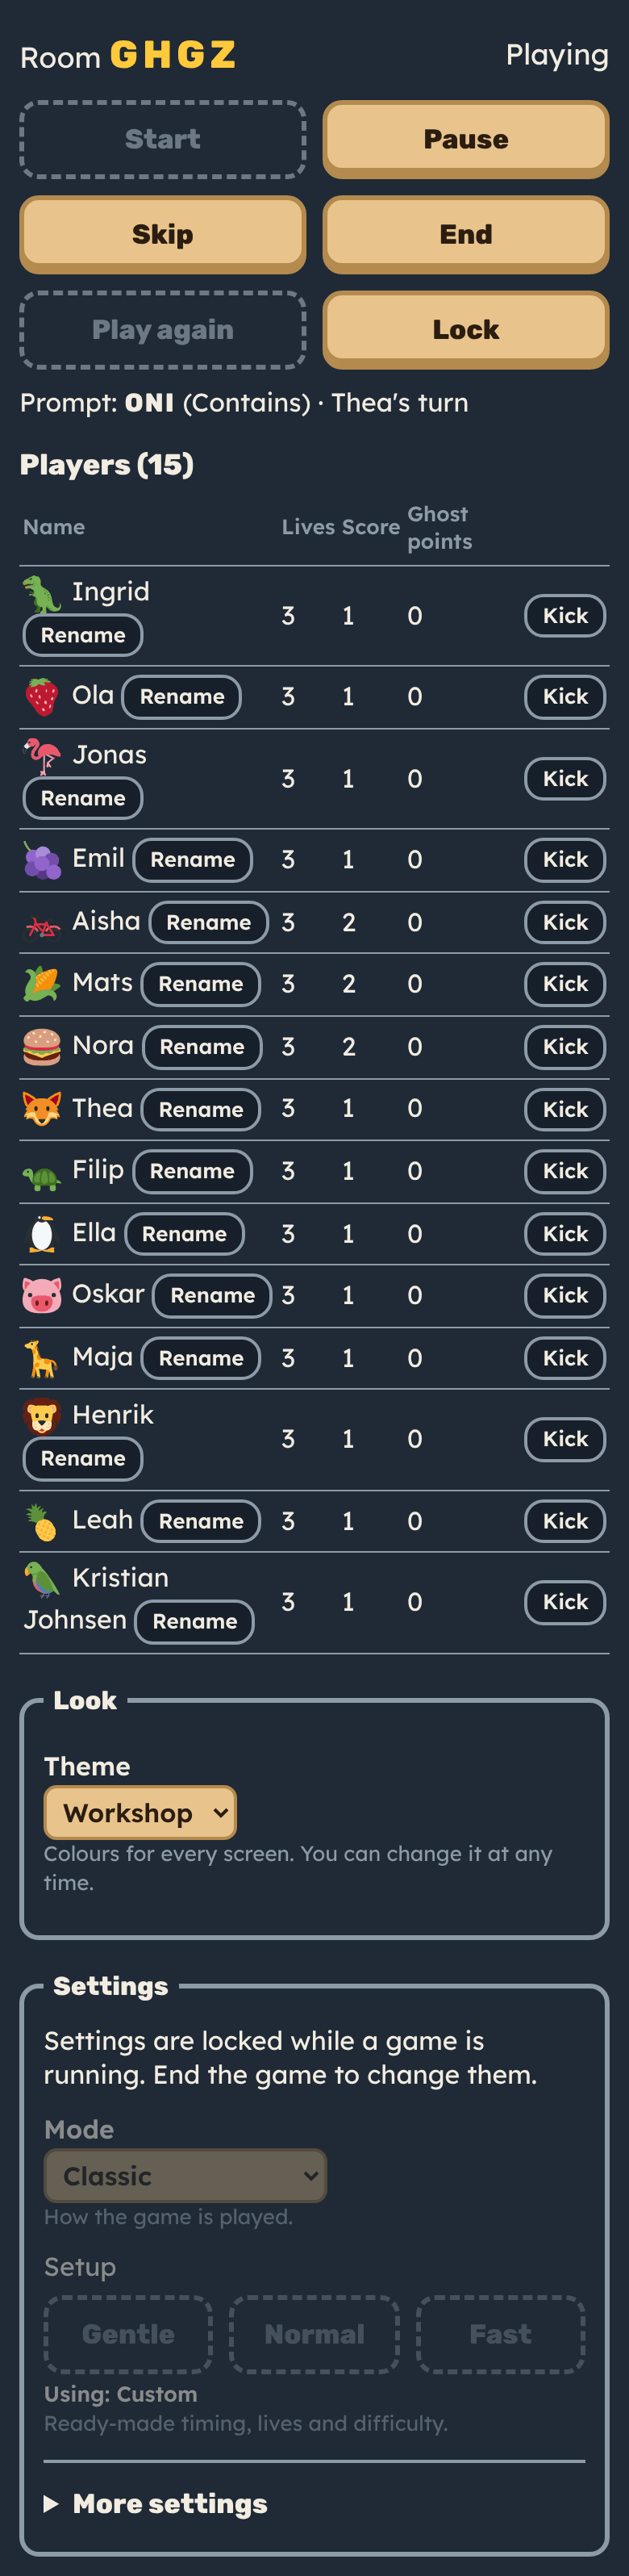 Room GHGZ Playing
Start Pause
Skip End
Play again Lock
Prompt: ONI (Contains) · Thea's turn
Players (15)
Name Lives Score Ghost points
Ingrid Rename 3 1 0 Kick
Ola Rename 3 1 0 Kick
Jonas Rename 3 1 0 Kick
Emil Rename 3 1 0 Kick
Aisha Rename 3 2 0 Kick
Mats Rename 3 2 0 Kick
Nora Rename 3 2 0 Kick
Thea Rename 3 1 0 Kick
Filip Rename 3 1 0 Kick
Ella Rename 3 1 0 Kick
Oskar Rename 3 1 0 Kick
Maja Rename 3 1 0 Kick
Henrik Rename 3 1 0 Kick
Leah Rename 3 1 0 Kick
Kristian Johnsen Rename 3 1 0 Kick
Look
Theme
Workshop
Colours for every screen. You can change it at any
time.
Settings
Settings are locked while a game is
running. End the game to change them.
Mode
Classic
How the game is played.
Setup
Gentle Normal Fast
Using: Custom
Ready-made timing, lives and difficulty.
More settings